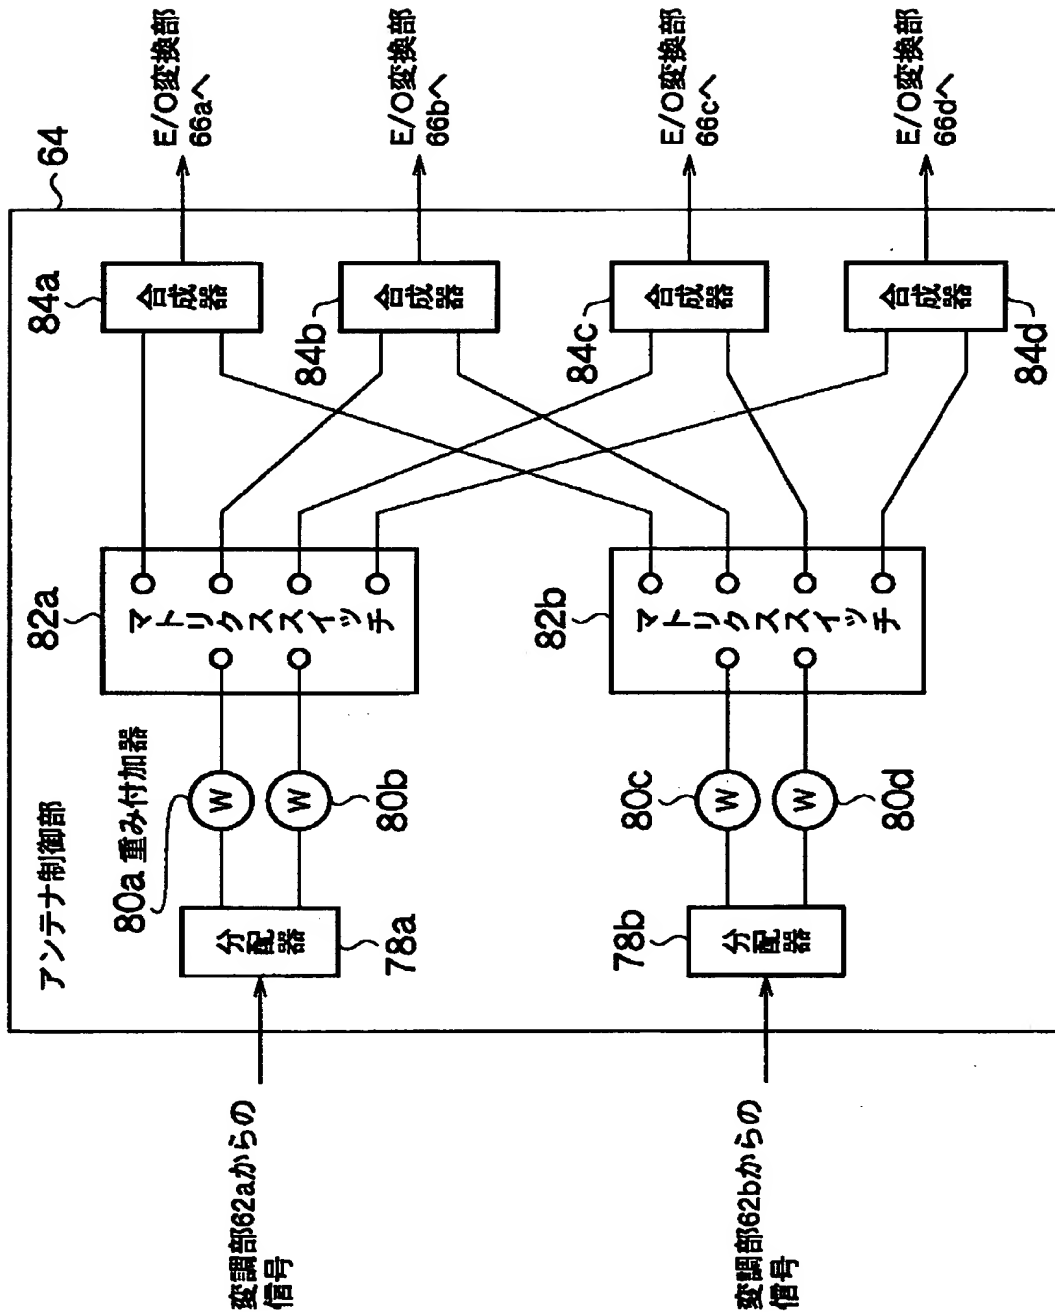 アンテナ制御部
64
変調部62aからの
信号
分配器
78a
80a 重み付加器
W
W
80b
82a
マトリクススイッチ
84a
合成器
E/O変換部
66aへ
84b
合成器
E/O変換部
66bへ
変調部62bからの
信号
分配器
78b
80c
W
W
80d
82b
マトリクススイッチ
84c
合成器
E/O変換部
66cへ
合成器
84d
E/O変換部
66dへ